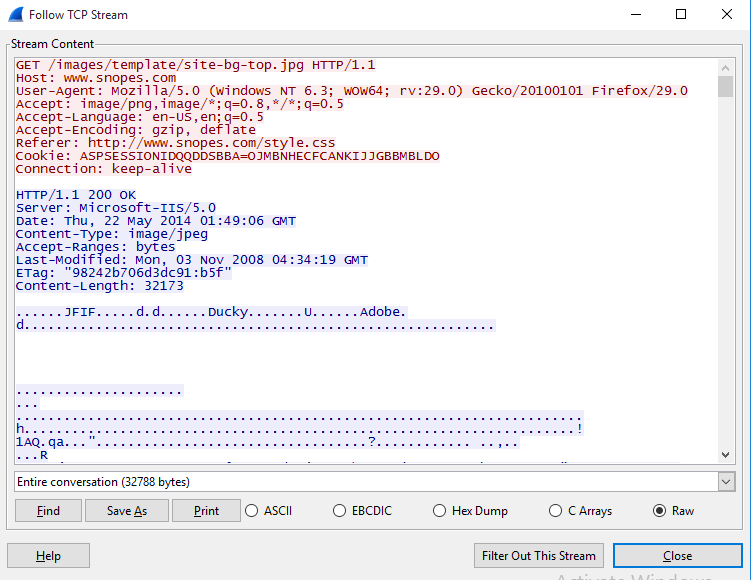 Follow TCP Stream
Stream Content
GET /images/template/site-bg-top.jpg HTTP/1.1
Host: www.snopes.com
User-Agent: Mozilla/5.0 (Windows NT 6.3; WOW64; rv:29.0) Gecko/20100101 Firefox/29.0
Accept: image/png,image/*;q=0.8,*/*;q=0.5
Accept-Language: en-US,en;q=0.5
Accept-Encoding: gzip, deflate
Referer: http://www.snopes.com/style.css
Cookie: ASPSESSIONIDQQDDSBBA=OJMBNHECFCANKIJJGBBMBLDO
Connection: keep-alive
HTTP/1.1 200 OK
Server: Microsoft-IIS/5.0
Date: Thu, 22 May 2014 01:49:06 GMT
Content-Type: image/jpeg
Accept-Ranges: bytes
Last-Modified: Mon, 03 Nov 2008 04:34:19 GMT
ETag: "98242b706d3dc91:b5f"
Content-Length: 32173
......JFIF.....d.d......Ducky.......U......Adobe.
d...........................................................
.....................
...
.......................................................................
h.....................................................................!
1AQ.qa..."..................................?............ ..,..
...R
Entire conversation (32788 bytes)
Find Save As Print ASCII EBCDIC Hex Dump C Arrays Raw
Help Filter Out This Stream Close